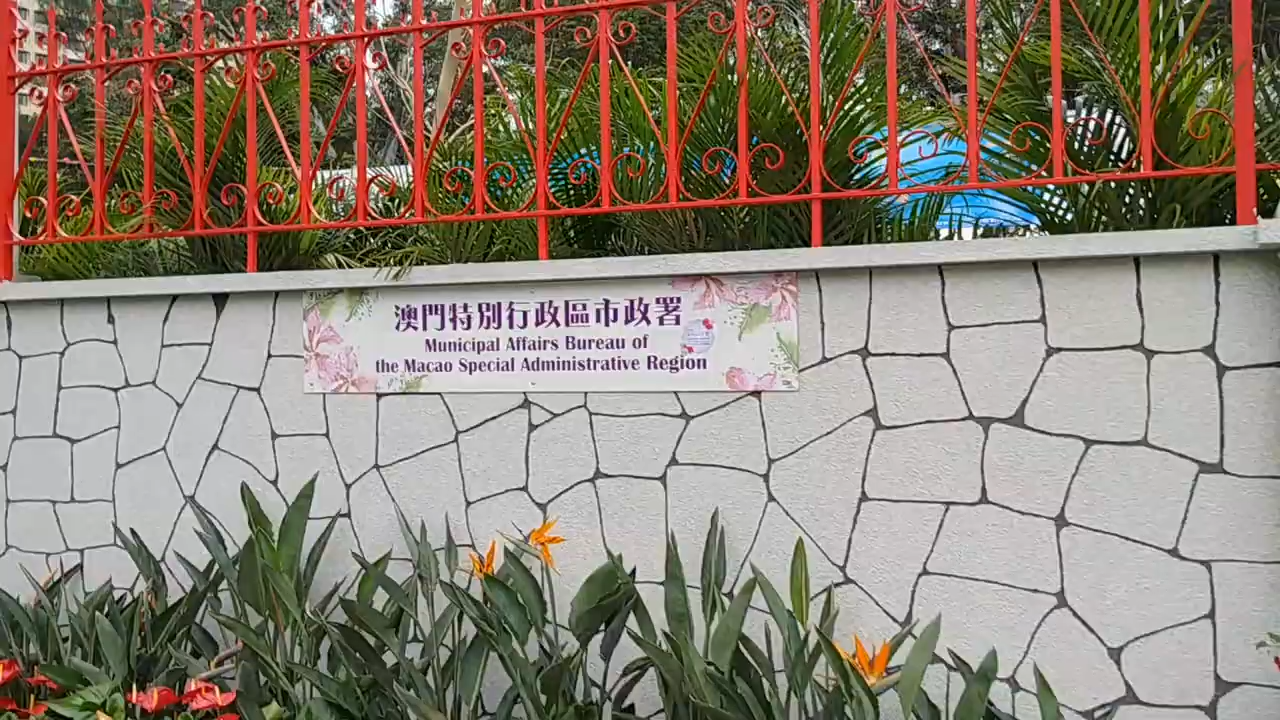 澳門特別行政區市政署
Municipal Affairs Bureau of
the Macao Special Administrative Region